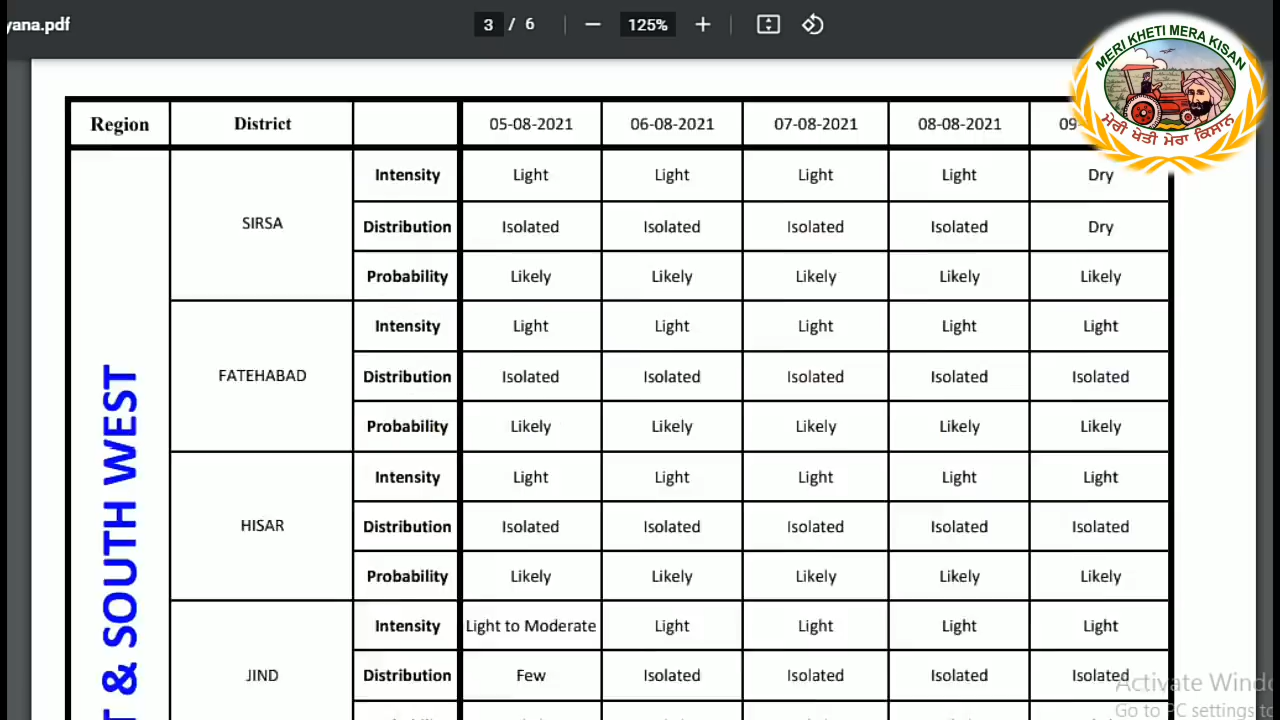 yana.pdf
3 / 6
125%
MERI KHETI MERA KISAN
ਮੇਰੀ ਖੇਤੀ ਮੇਰਾ ਕਿਸਾਨ
Region District 05-08-2021 06-08-2021 07-08-2021 08-08-2021 09-
T & SOUTH WEST
SIRSA
Intensity Light Light Light Light Dry
Distribution Isolated Isolated Isolated Isolated Dry
Probability Likely Likely Likely Likely Likely
FATEHABAD
Intensity Light Light Light Light Light
Distribution Isolated Isolated Isolated Isolated Isolated
Probability Likely Likely Likely Likely Likely
HISAR
Intensity Light Light Light Light Light
Distribution Isolated Isolated Isolated Isolated Isolated
Probability Likely Likely Likely Likely Likely
JIND
Intensity Light to Moderate Light Light Light Light
Distribution Few Isolated Isolated Isolated Isolated
Activate Windo
Go to PC settings to